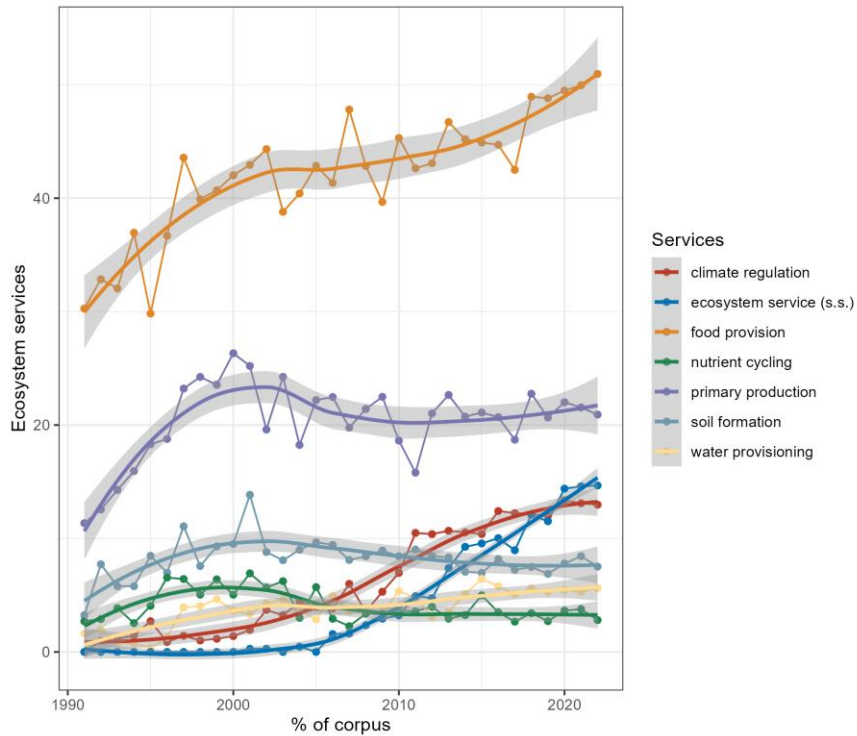 40
20
0
Ecosystem services
1990
2000
2010
2020
% of corpus
Services
climate regulation
ecosystem service (s.s.)
food provision
nutrient cycling
primary production
soil formation
water provisioning